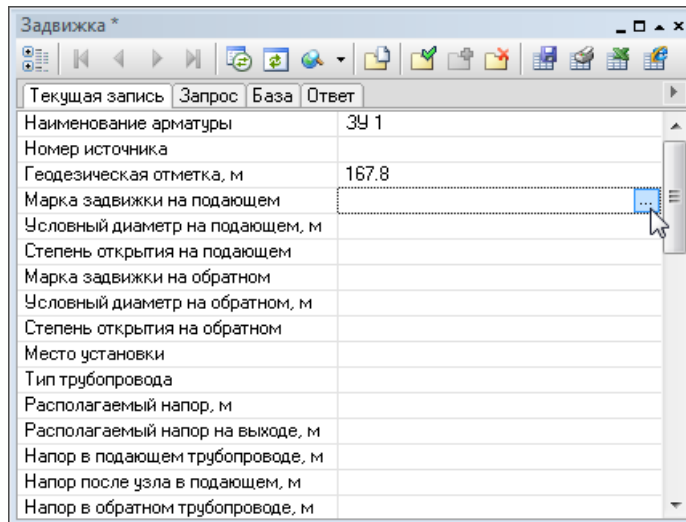 Задвижка *
Текущая запись Запрос База Ответ
Наименование арматуры ЗУ 1
Номер источника
Геодезическая отметка, м 167.8
Марка задвижки на подающем ...
Условный диаметр на подающем, м
Степень открытия на подающем
Марка задвижки на обратном
Условный диаметр на обратном, м
Степень открытия на обратном
Место установки
Тип трубопровода
Располагаемый напор, м
Располагаемый напор на выходе, м
Напор в подающем трубопроводе, м
Напор после узла в подающем, м
Напор в обратном трубопроводе, м